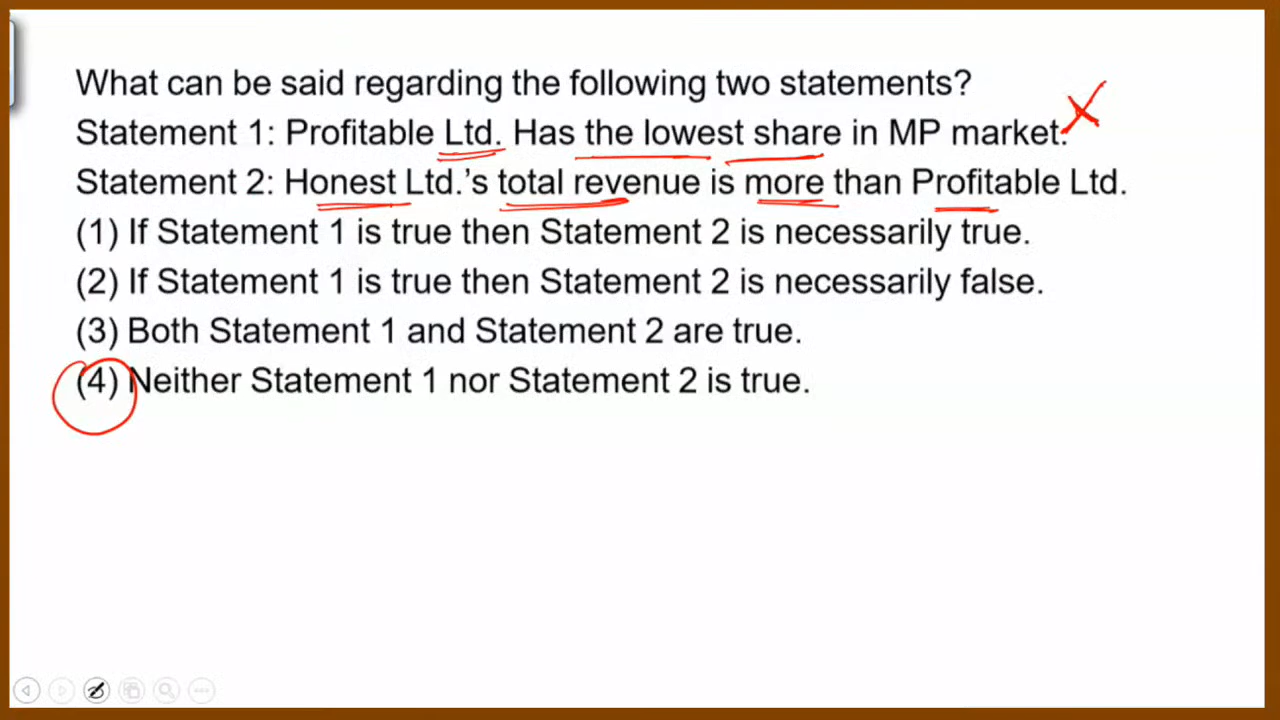 What can be said regarding the following two statements?
Statement 1: Profitable Ltd. Has the lowest share in MP market.
Statement 2: Honest Ltd.'s total revenue is more than Profitable Ltd.
(1) If Statement 1 is true then Statement 2 is necessarily true.
(2) If Statement 1 is true then Statement 2 is necessarily false.
(3) Both Statement 1 and Statement 2 are true.
(4) Neither Statement 1 nor Statement 2 is true.